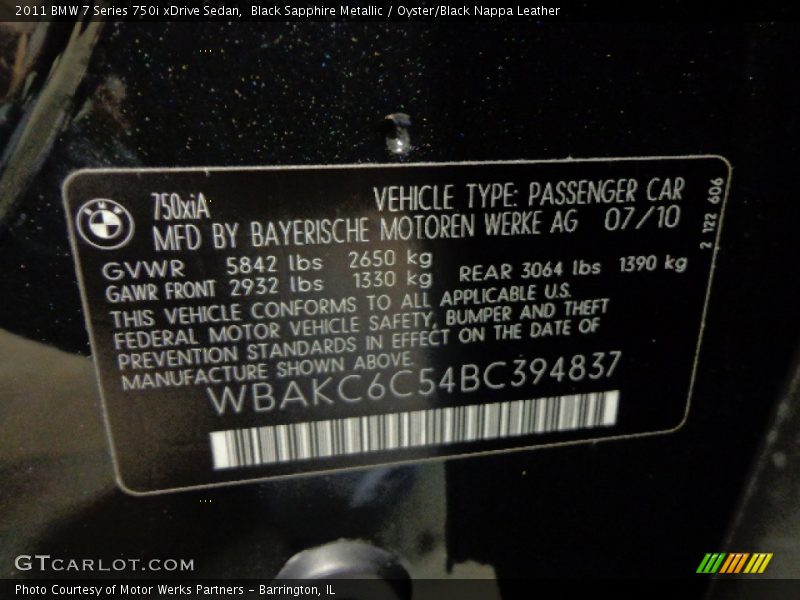 2011 BMW 7 Series 750i xDrive Sedan,  Black Sapphire Metallic / Oyster/Black Nappa Leather
750xiA VEHICLE TYPE: PASSENGER CAR
MFD BY BAYERISCHE MOTOREN WERKE AG 07/10
GVWR 5842 lbs 2650 kg
GAWR FRONT 2932 lbs 1330 kg REAR 3064 lbs 1390 kg
THIS VEHICLE CONFORMS TO ALL APPLICABLE U.S.
FEDERAL MOTOR VEHICLE SAFETY, BUMPER AND THEFT
PREVENTION STANDARDS IN EFFECT ON THE DATE OF
MANUFACTURE SHOWN ABOVE
WBAKC6C54BC394837
2 122 606
GTCARLOT.COM
Photo Courtesy of Motor Werks Partners - Barrington, IL